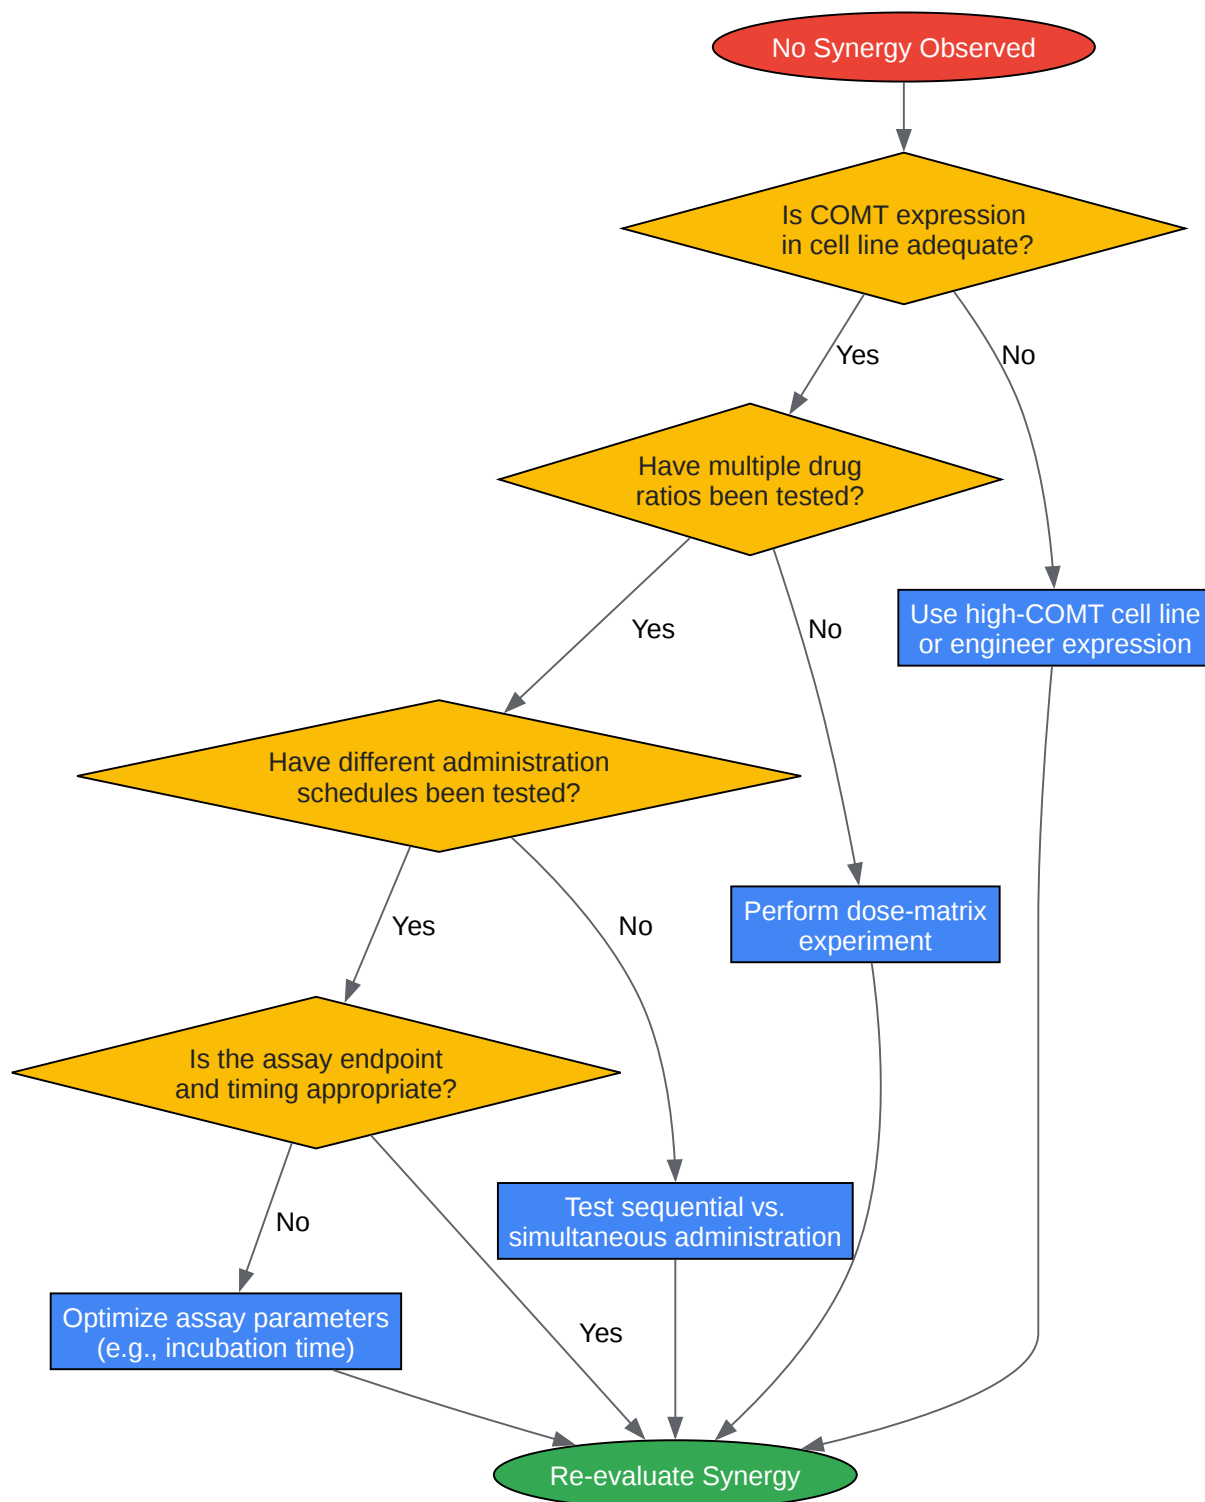 No Synergy Observed
Is COMT expression
in cell line adequate?
Yes
No
Have multiple drug
ratios been tested?
Yes
No
Use high-COMT cell line
or engineer expression
Have different administration
schedules been tested?
Yes
No
Perform dose-matrix
experiment
Is the assay endpoint
and timing appropriate?
No
Yes
Test sequential vs.
simultaneous administration
Optimize assay parameters
(e.g., incubation time)
Re-evaluate Synergy